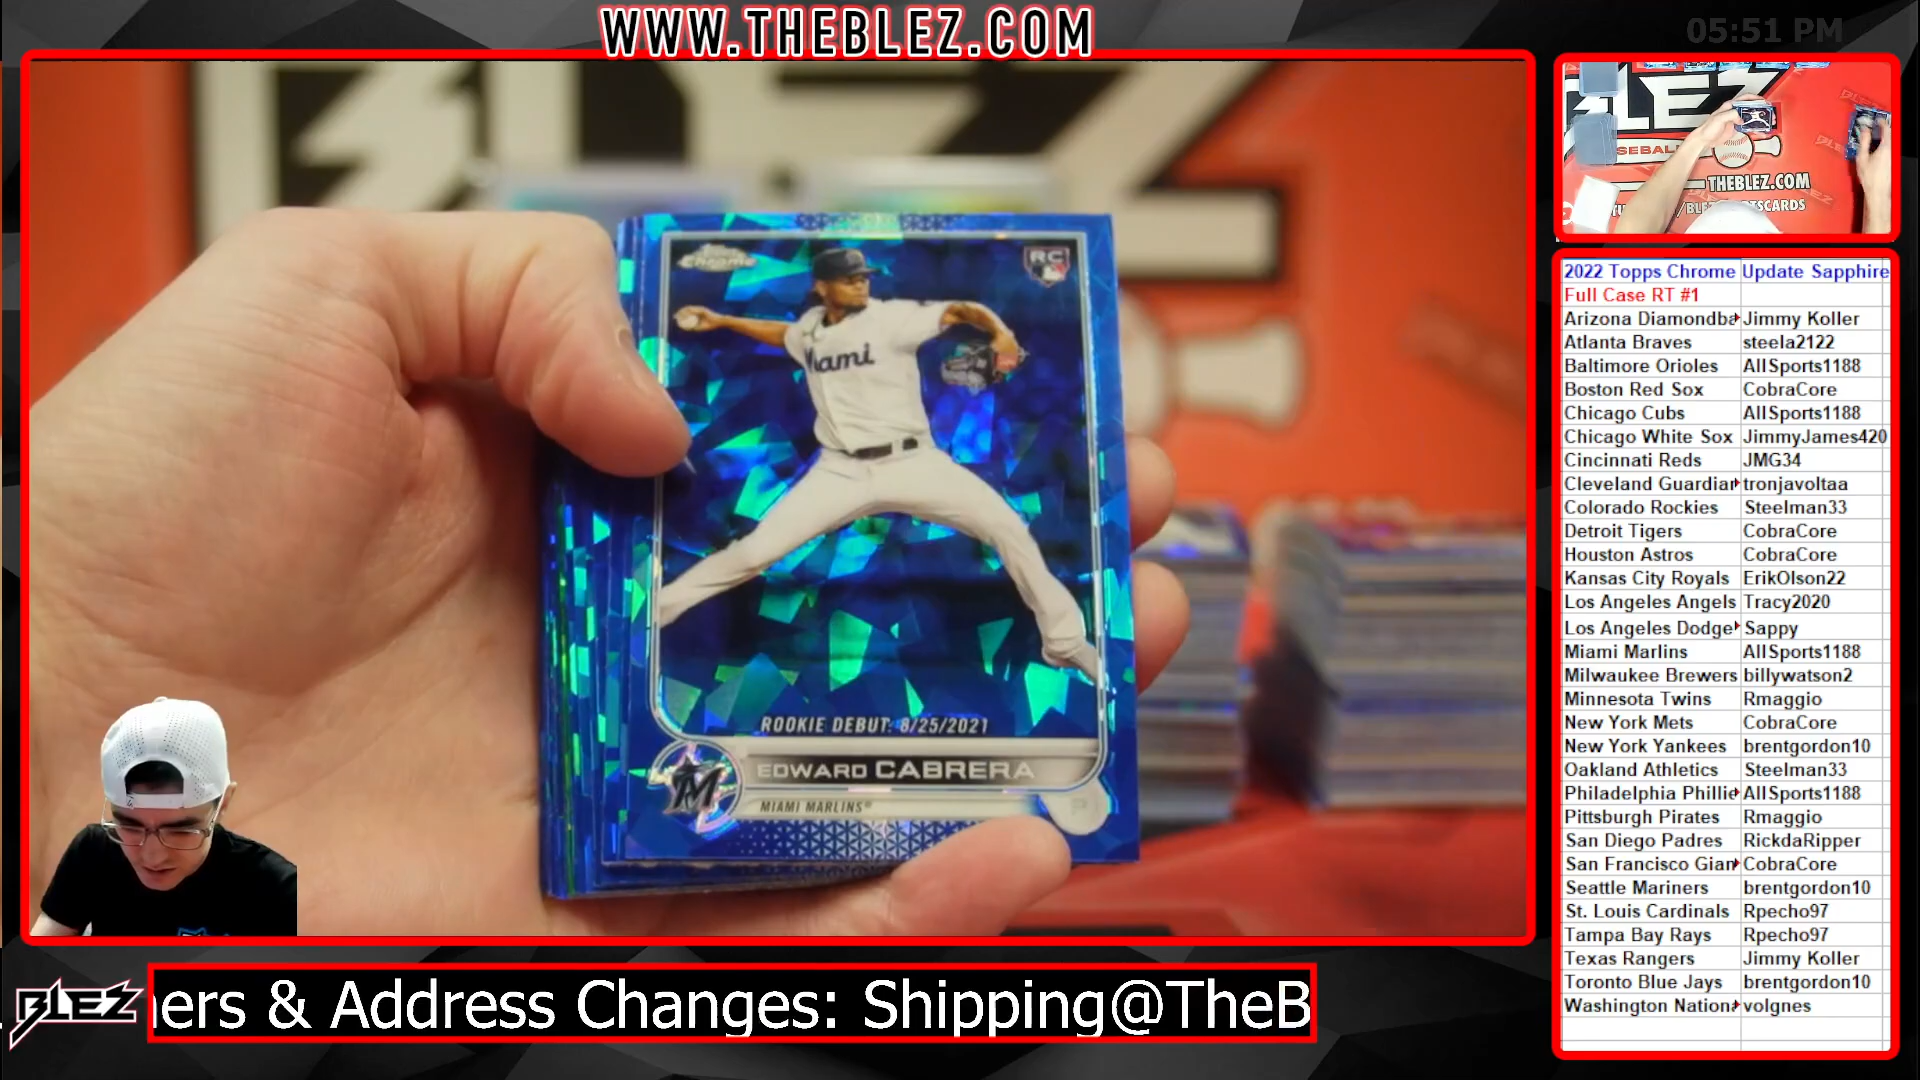 WWW.THEBLEZ.COM
05:51 PM
BLEZ
BLEZ
SEBALL
THEBLEZ.COM
Chrome
RC
Miami
ROOKIE DEBUT: 8/25/2021
EDWARD CABRERA
MIAMI MARLINS®
P
M
2022 Topps Chrome Update Sapphire
Full Case RT #1
Arizona Diamondba Jimmy Koller
Atlanta Braves steela2122
Baltimore Orioles AllSports1188
Boston Red Sox CobraCore
Chicago Cubs AllSports1188
Chicago White Sox JimmyJames420
Cincinnati Reds JMG34
Cleveland Guardian tronjavoltaa
Colorado Rockies Steelman33
Detroit Tigers CobraCore
Houston Astros CobraCore
Kansas City Royals ErikOlson22
Los Angeles Angels Tracy2020
Los Angeles Dodge Sappy
Miami Marlins AllSports1188
Milwaukee Brewers billywatson2
Minnesota Twins Rmaggio
New York Mets CobraCore
New York Yankees brentgordon10
Oakland Athletics Steelman33
Philadelphia Phillie AllSports1188
Pittsburgh Pirates Rmaggio
San Diego Padres RickdaRipper
San Francisco Gian CobraCore
Seattle Mariners brentgordon10
St. Louis Cardinals Rpecho97
Tampa Bay Rays Rpecho97
Texas Rangers Jimmy Koller
Toronto Blue Jays brentgordon10
Washington Nation volgnes
BLEZ
ers & Address Changes: Shipping@TheB